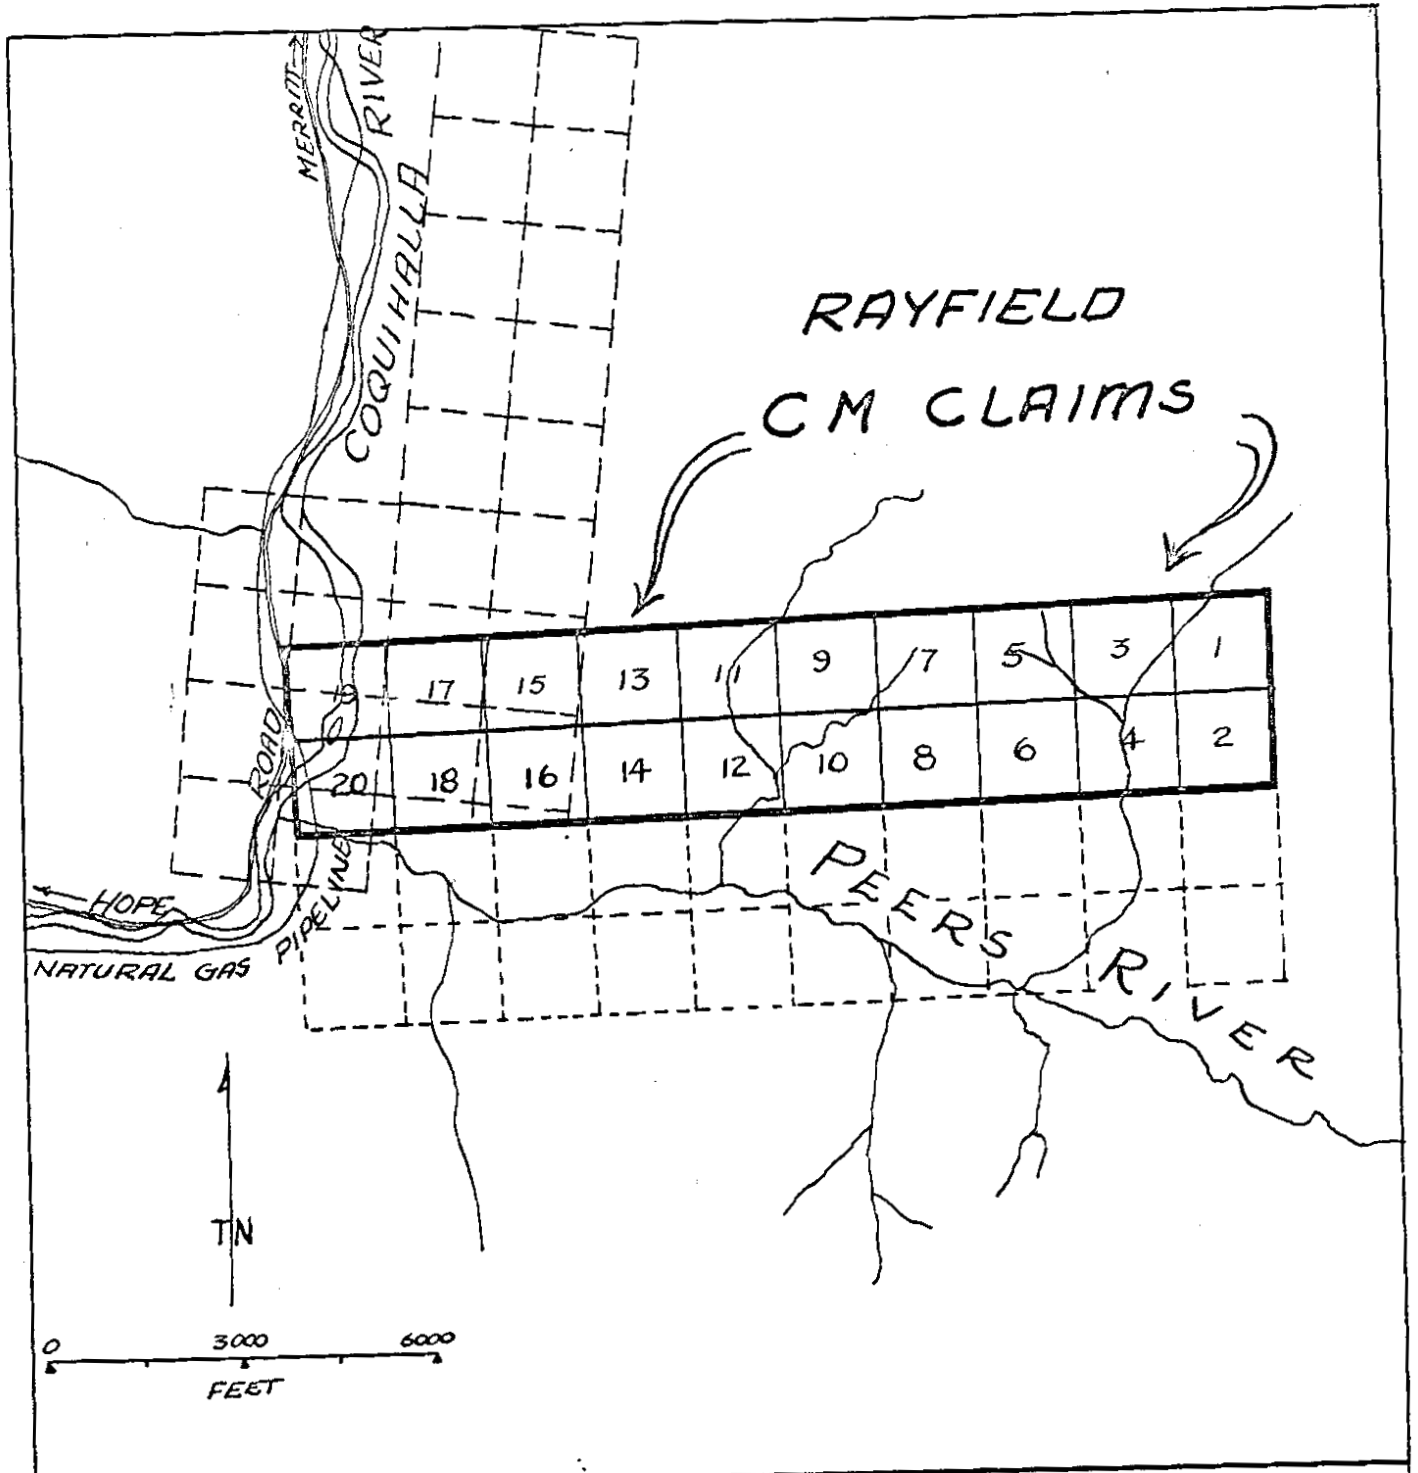 MERRITT
COQUIHALLA RIVER
RAYFIELD
CM CLAIMS
17 15 13 11 9 7 5 3 1
20 18 16 14 12 10 8 6 4 2
ROAD
HOPE
NATURAL GAS PIPELINE
PEERS RIVER
TN
0 3000 6000
FEET